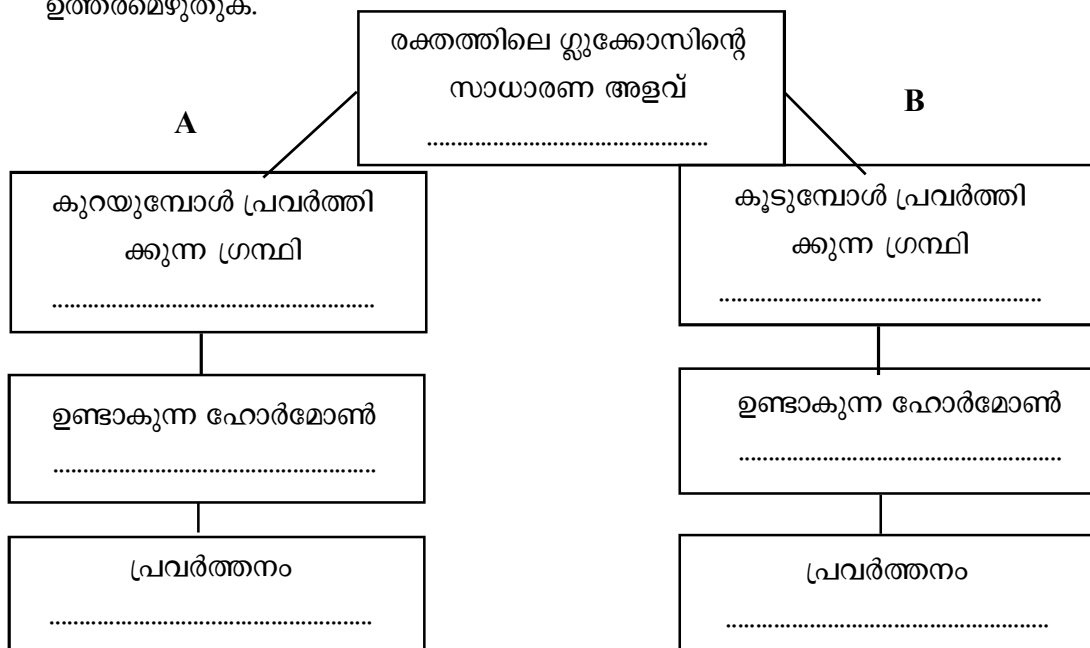 ഉത്തരമെഴുതുക.
രക്തത്തിലെ ഗ്ലൂക്കോസിന്റെ
സാധാരണ അളവ്
...............................................
A
B
കുറയുമ്പോൾ പ്രവർത്തി
ക്കുന്ന ഗ്രന്ഥി
......................................................
കൂടുമ്പോൾ പ്രവർത്തി
ക്കുന്ന ഗ്രന്ഥി
......................................................
ഉണ്ടാകുന്ന ഹോർമോൺ
......................................................
ഉണ്ടാകുന്ന ഹോർമോൺ
......................................................
പ്രവർത്തനം
......................................................
പ്രവർത്തനം
......................................................